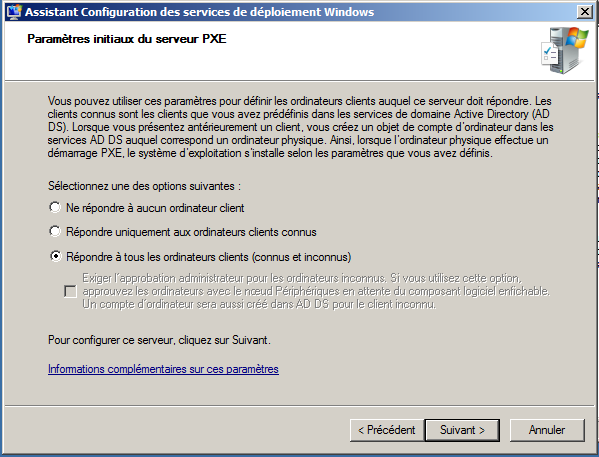 Assistant Configuration des services de déploiement Windows
Paramètres initiaux du serveur PXE
Vous pouvez utiliser ces paramètres pour définir les ordinateurs clients auquel ce serveur doit répondre. Les
clients connus sont les clients que vous avez prédéfinis dans les services de domaine Active Directory (AD
DS). Lorsque vous présentez antérieurement un client, vous créez un objet de compte d'ordinateur dans les
services AD DS auquel correspond un ordinateur physique. Ainsi, lorsque l'ordinateur physique effectue un
démarrage PXE, le système d'exploitation s'installe selon les paramètres que vous avez définis.
Sélectionnez une des options suivantes :
Ne répondre à aucun ordinateur client
Répondre uniquement aux ordinateurs clients connus
Répondre à tous les ordinateurs clients (connus et inconnus)
Exiger l'approbation administrateur pour les ordinateurs inconnus. Si vous utilisez cette option,
approuvez les ordinateurs avec le nœud Périphériques en attente du composant logiciel enfichable.
Un compte d'ordinateur sera aussi créé dans AD DS pour le client inconnu.
Pour configurer ce serveur, cliquez sur Suivant.
Informations complémentaires sur ces paramètres
< Précédent Suivant > Annuler